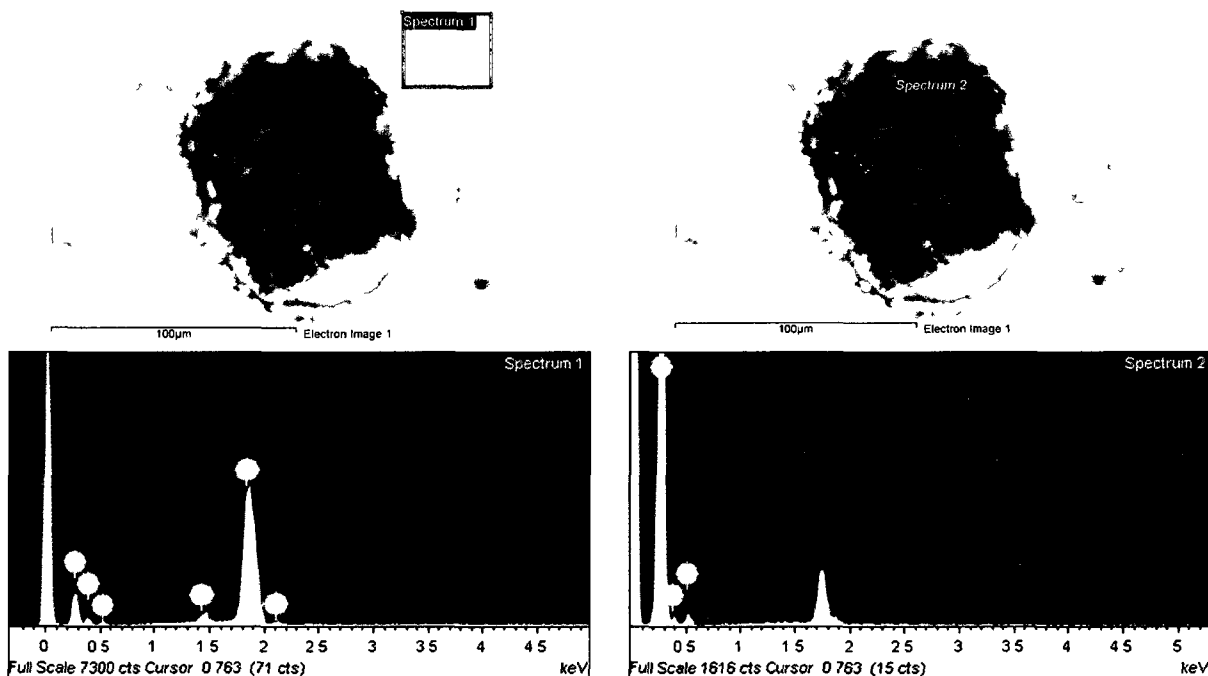 Spectrum 1
Spectrum 2
100µm
Electron Image 1
100µm
Electron Image 1
Spectrum 1
0 0 5 1 1 5 2 2 5 3 3 5 4 4 5
Full Scale 7300 cts Cursor 0 763 (71 cts)
keV
Spectrum 2
0 5 1 1 5 2 2 5 3 3 5 4 4 5 5
Full Scale 1616 cts Cursor 0 763 (15 cts)
keV